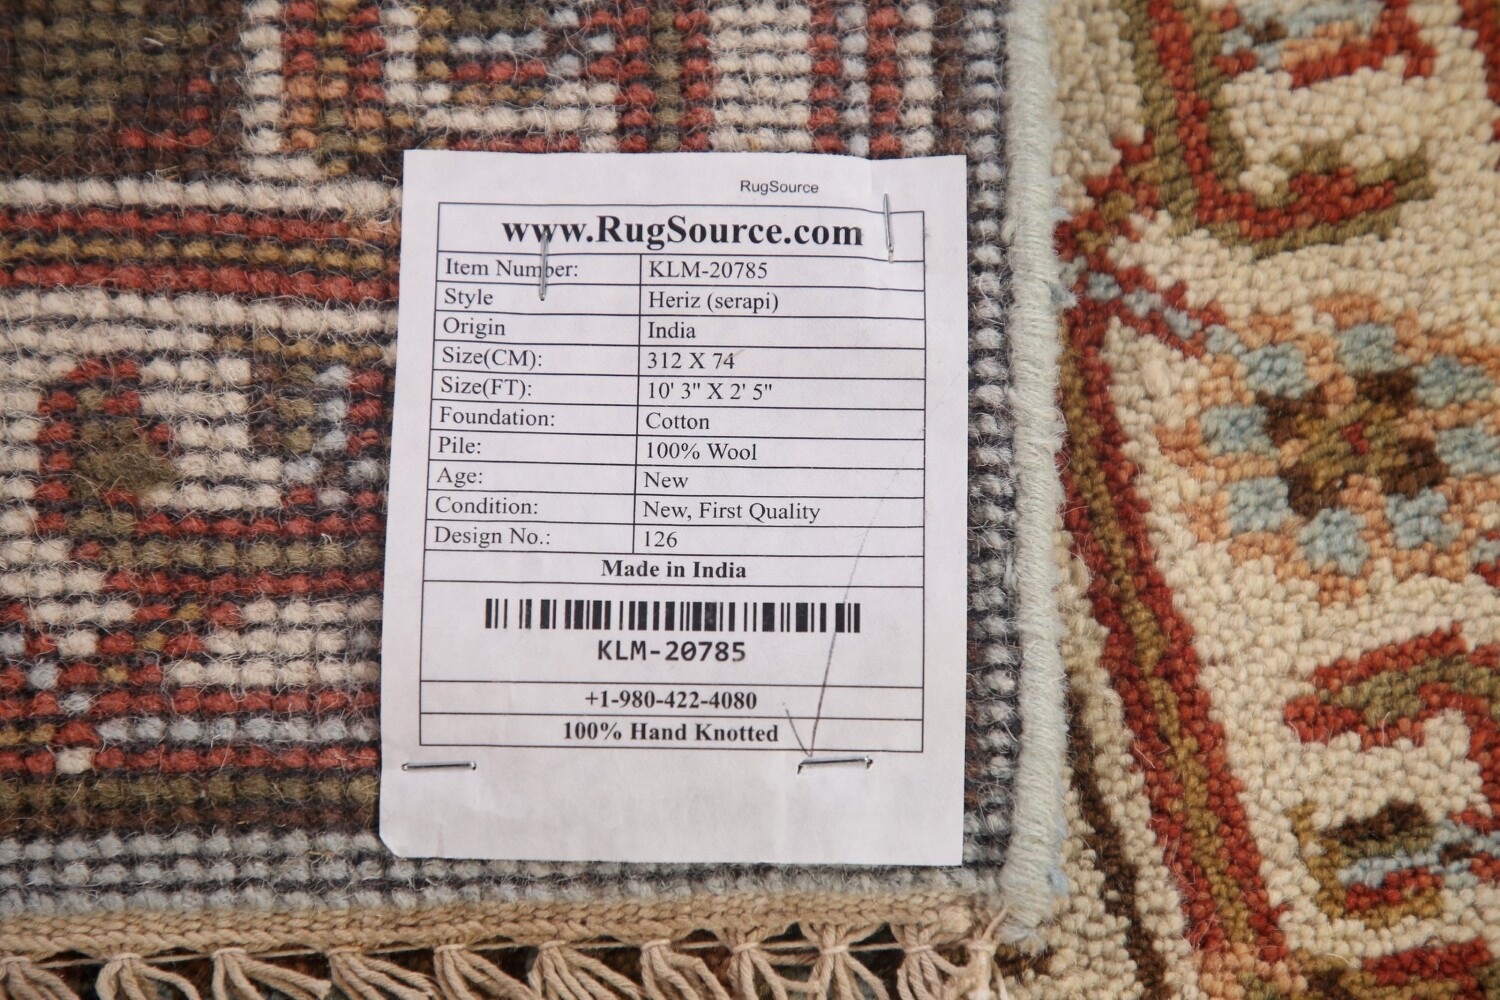 RugSource
www.RugSource.com
Item Number: KLM-20785
Style Heriz (serapi)
Origin India
Size(CM): 312 X 74
Size(FT): 10' 3" X 2' 5"
Foundation: Cotton
Pile: 100% Wool
Age: New
Condition: New, First Quality
Design No.: 126
Made in India
KLM-20785
+1-980-422-4080
100% Hand Knotted